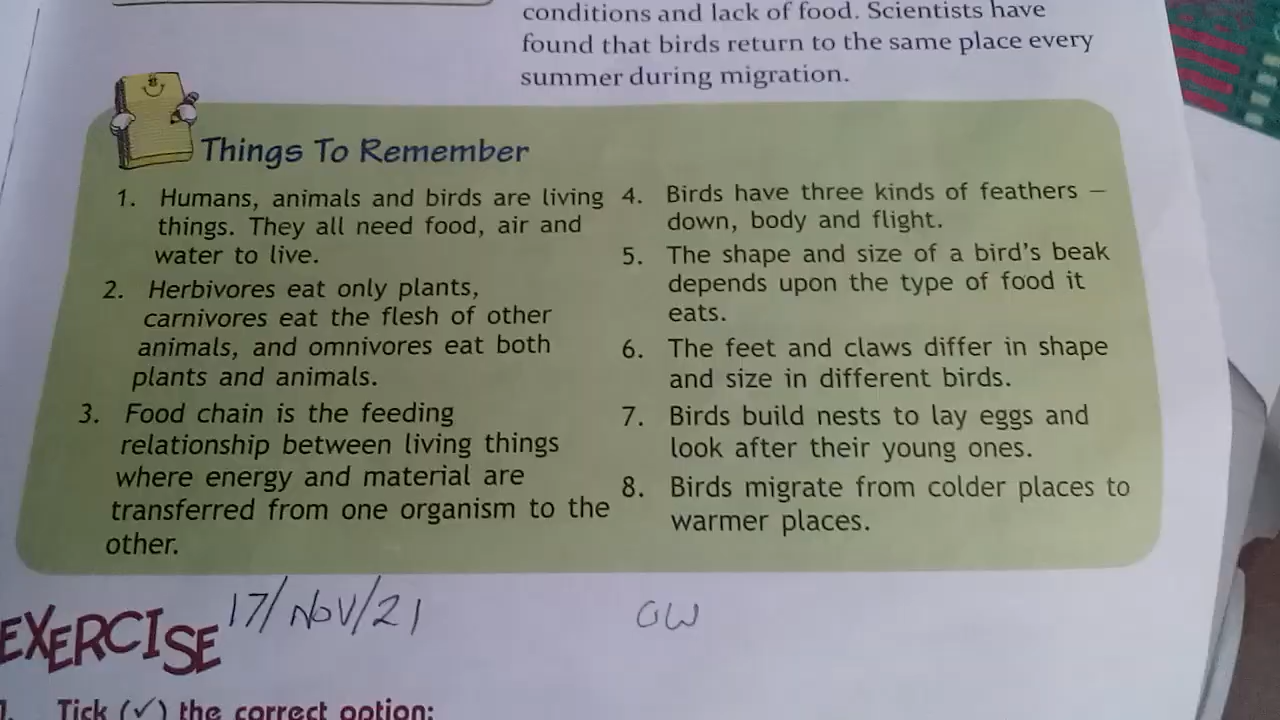 conditions and lack of food. Scientists have
found that birds return to the same place every
summer during migration.
Things To Remember
1. Humans, animals and birds are living
things. They all need food, air and
water to live.
2. Herbivores eat only plants,
carnivores eat the flesh of other
animals, and omnivores eat both
plants and animals.
3. Food chain is the feeding
relationship between living things
where energy and material are
transferred from one organism to the
other.
4. Birds have three kinds of feathers –
down, body and flight.
5. The shape and size of a bird's beak
depends upon the type of food it
eats.
6. The feet and claws differ in shape
and size in different birds.
7. Birds build nests to lay eggs and
look after their young ones.
8. Birds migrate from colder places to
warmer places.
EXERCISE 17/Nov/21 CW
1. Tick (✓) the correct option: